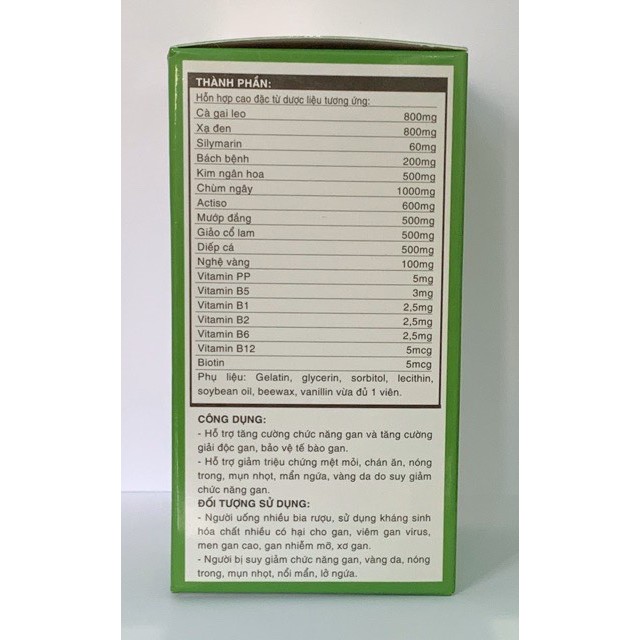 THÀNH PHẦN:
Hỗn hợp cao đặc từ dược liệu tương ứng:
Cà gai leo 800mg
Xạ đen 800mg
Silymarin 60mg
Bách bệnh 200mg
Kim ngân hoa 500mg
Chùm ngây 1000mg
Actiso 600mg
Mướp đắng 500mg
Giảo cổ lam 500mg
Diếp cá 500mg
Nghệ vàng 100mg
Vitamin PP 5mg
Vitamin B5 3mg
Vitamin B1 2,5mg
Vitamin B2 2,5mg
Vitamin B6 2,5mg
Vitamin B12 5mcg
Biotin 5mcg
Phụ liệu: Gelatin, glycerin, sorbitol, lecithin,
soybean oil, beewax, vanillin vừa đủ 1 viên.
CÔNG DỤNG:
- Hỗ trợ tăng cường chức năng gan và tăng cường
giải độc gan, bảo vệ tế bào gan.
- Hỗ trợ giảm triệu chứng mệt mỏi, chán ăn, nóng
trong, mụn nhọt, mẩn ngứa, vàng da do suy giảm
chức năng gan.
ĐỐI TƯỢNG SỬ DỤNG:
- Người uống nhiều bia rượu, sử dụng kháng sinh
hóa chất nhiều có hại cho gan, viêm gan virus,
men gan cao, gan nhiễm mỡ, xơ gan.
- Người bị suy giảm chức năng gan, vàng da, nóng
trong, mụn nhọt, nổi mẩn, lở ngứa.